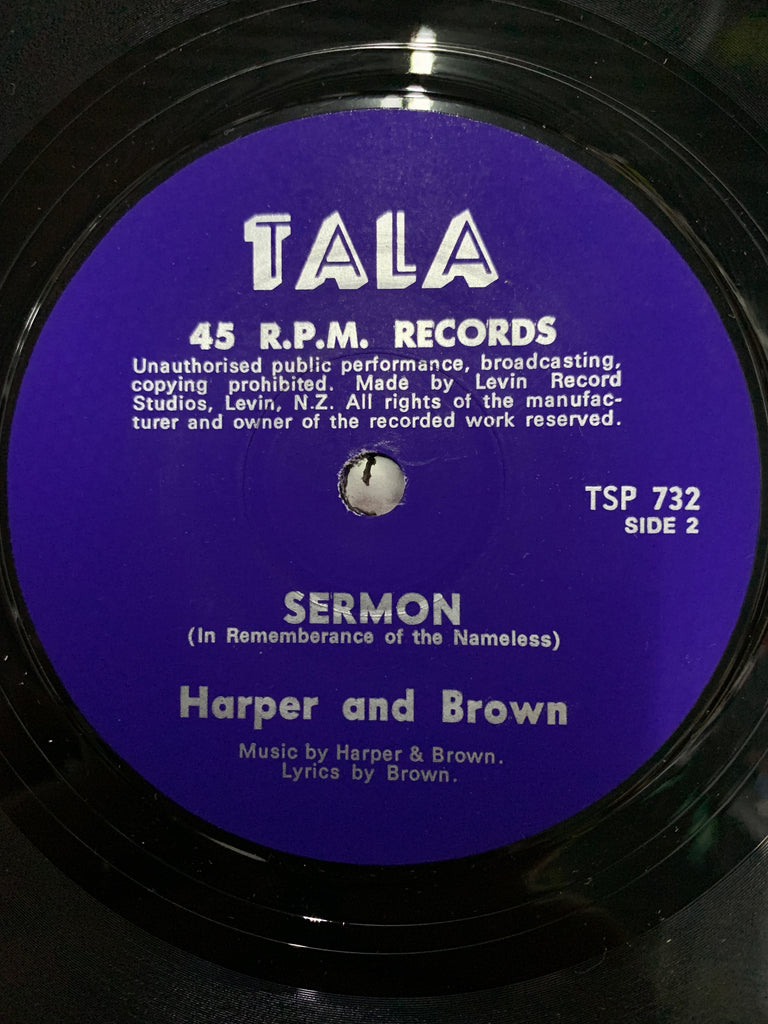 TALA
45 R.P.M. RECORDS
Unauthorised public performance, broadcasting,
copying prohibited. Made by Levin Record
Studios, Levin, N.Z. All rights of the manufac-
turer and owner of the recorded work reserved.
TSP 732
SIDE 2
SERMON
(In Rememberance of the Nameless)
Harper and Brown
Music by Harper & Brown.
Lyrics by Brown.